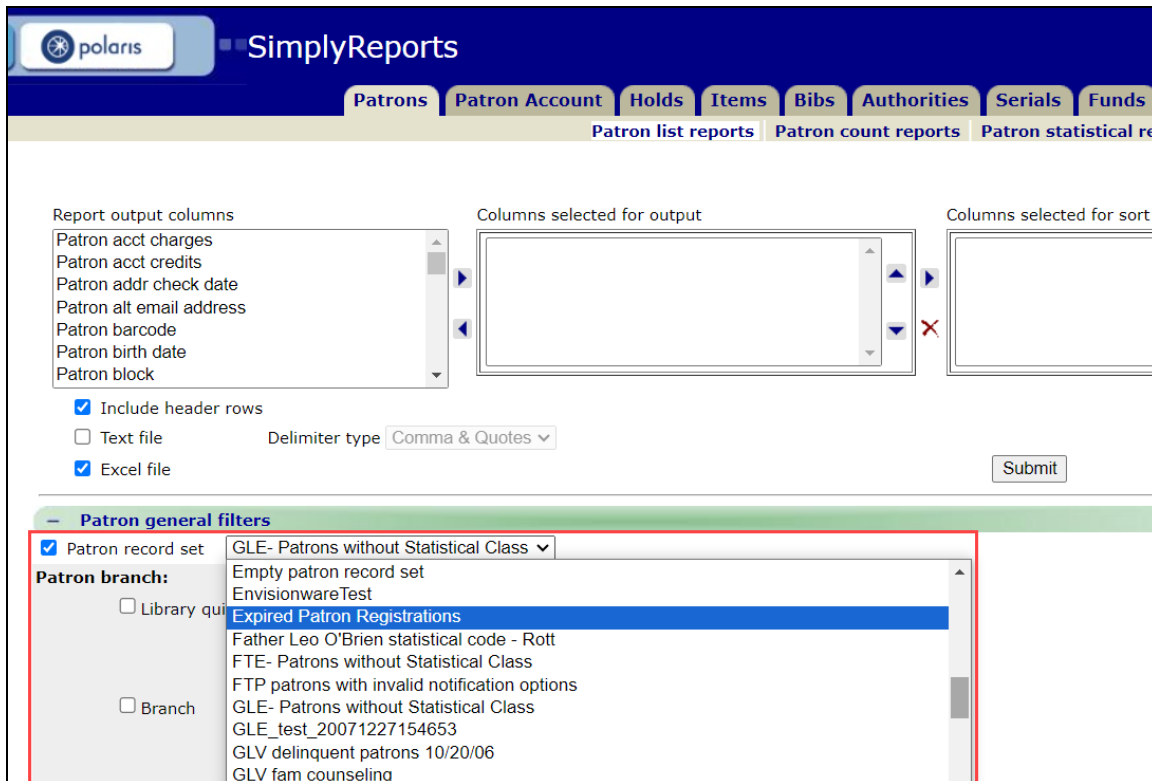 polaris SimplyReports
Patrons Patron Account Holds Items Bibs Authorities Serials Funds
Patron list reports Patron count reports Patron statistical re
Report output columns Columns selected for output Columns selected for sort
Patron acct charges
Patron acct credits
Patron addr check date
Patron alt email address
Patron barcode
Patron birth date
Patron block
Include header rows
Text file Delimiter type Comma & Quotes
Excel file Submit
Patron general filters
Patron record set GLE- Patrons without Statistical Class
Patron branch: Empty patron record set
EnvisionwareTest
Library qui Expired Patron Registrations
Father Leo O'Brien statistical code - Rott
FTE- Patrons without Statistical Class
FTP patrons with invalid notification options
Branch GLE- Patrons without Statistical Class
GLE_test_20071227154653
GLV delinquent patrons 10/20/06
GLV fam counseling